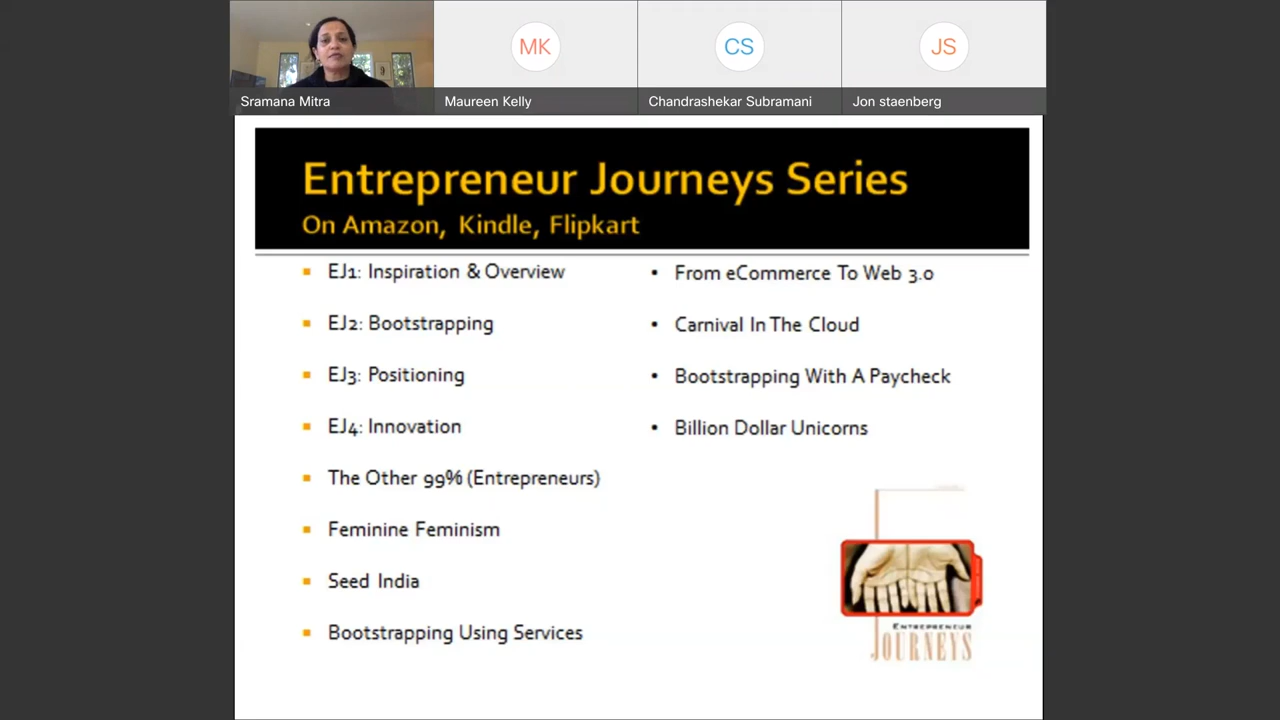 MK
CS
JS
Sramana Mitra
Maureen Kelly
Chandrashekar Subramani
Jon staenberg
Entrepreneur Journeys Series
On Amazon, Kindle, Flipkart
EJ1: Inspiration & Overview
EJ2: Bootstrapping
EJ3: Positioning
EJ4: Innovation
The Other 99% (Entrepreneurs)
Feminine Feminism
Seed India
Bootstrapping Using Services
From eCommerce To Web 3.0
Carnival In The Cloud
Bootstrapping With A Paycheck
Billion Dollar Unicorns
ENTREPRENEUR
JOURNEYS